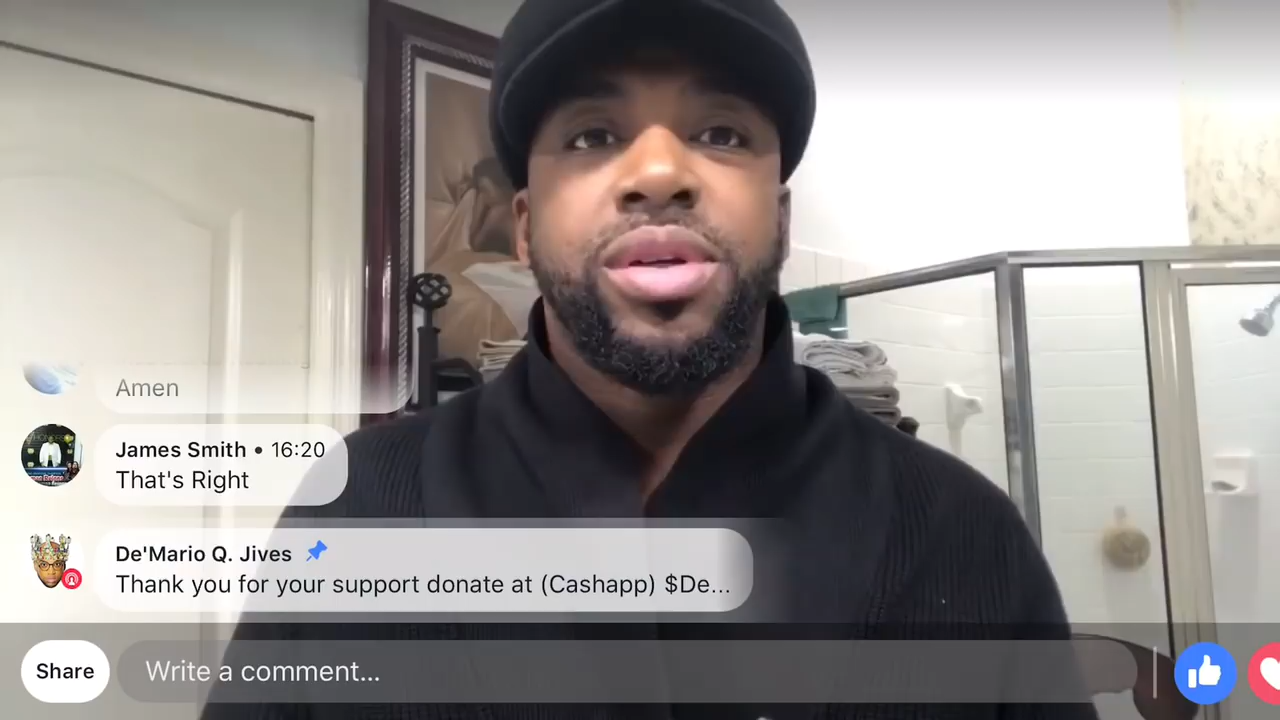 Amen
James Smith • 16:20
That's Right
De'Mario Q. Jives
Thank you for your support donate at (Cashapp) $De...
Share
Write a comment...